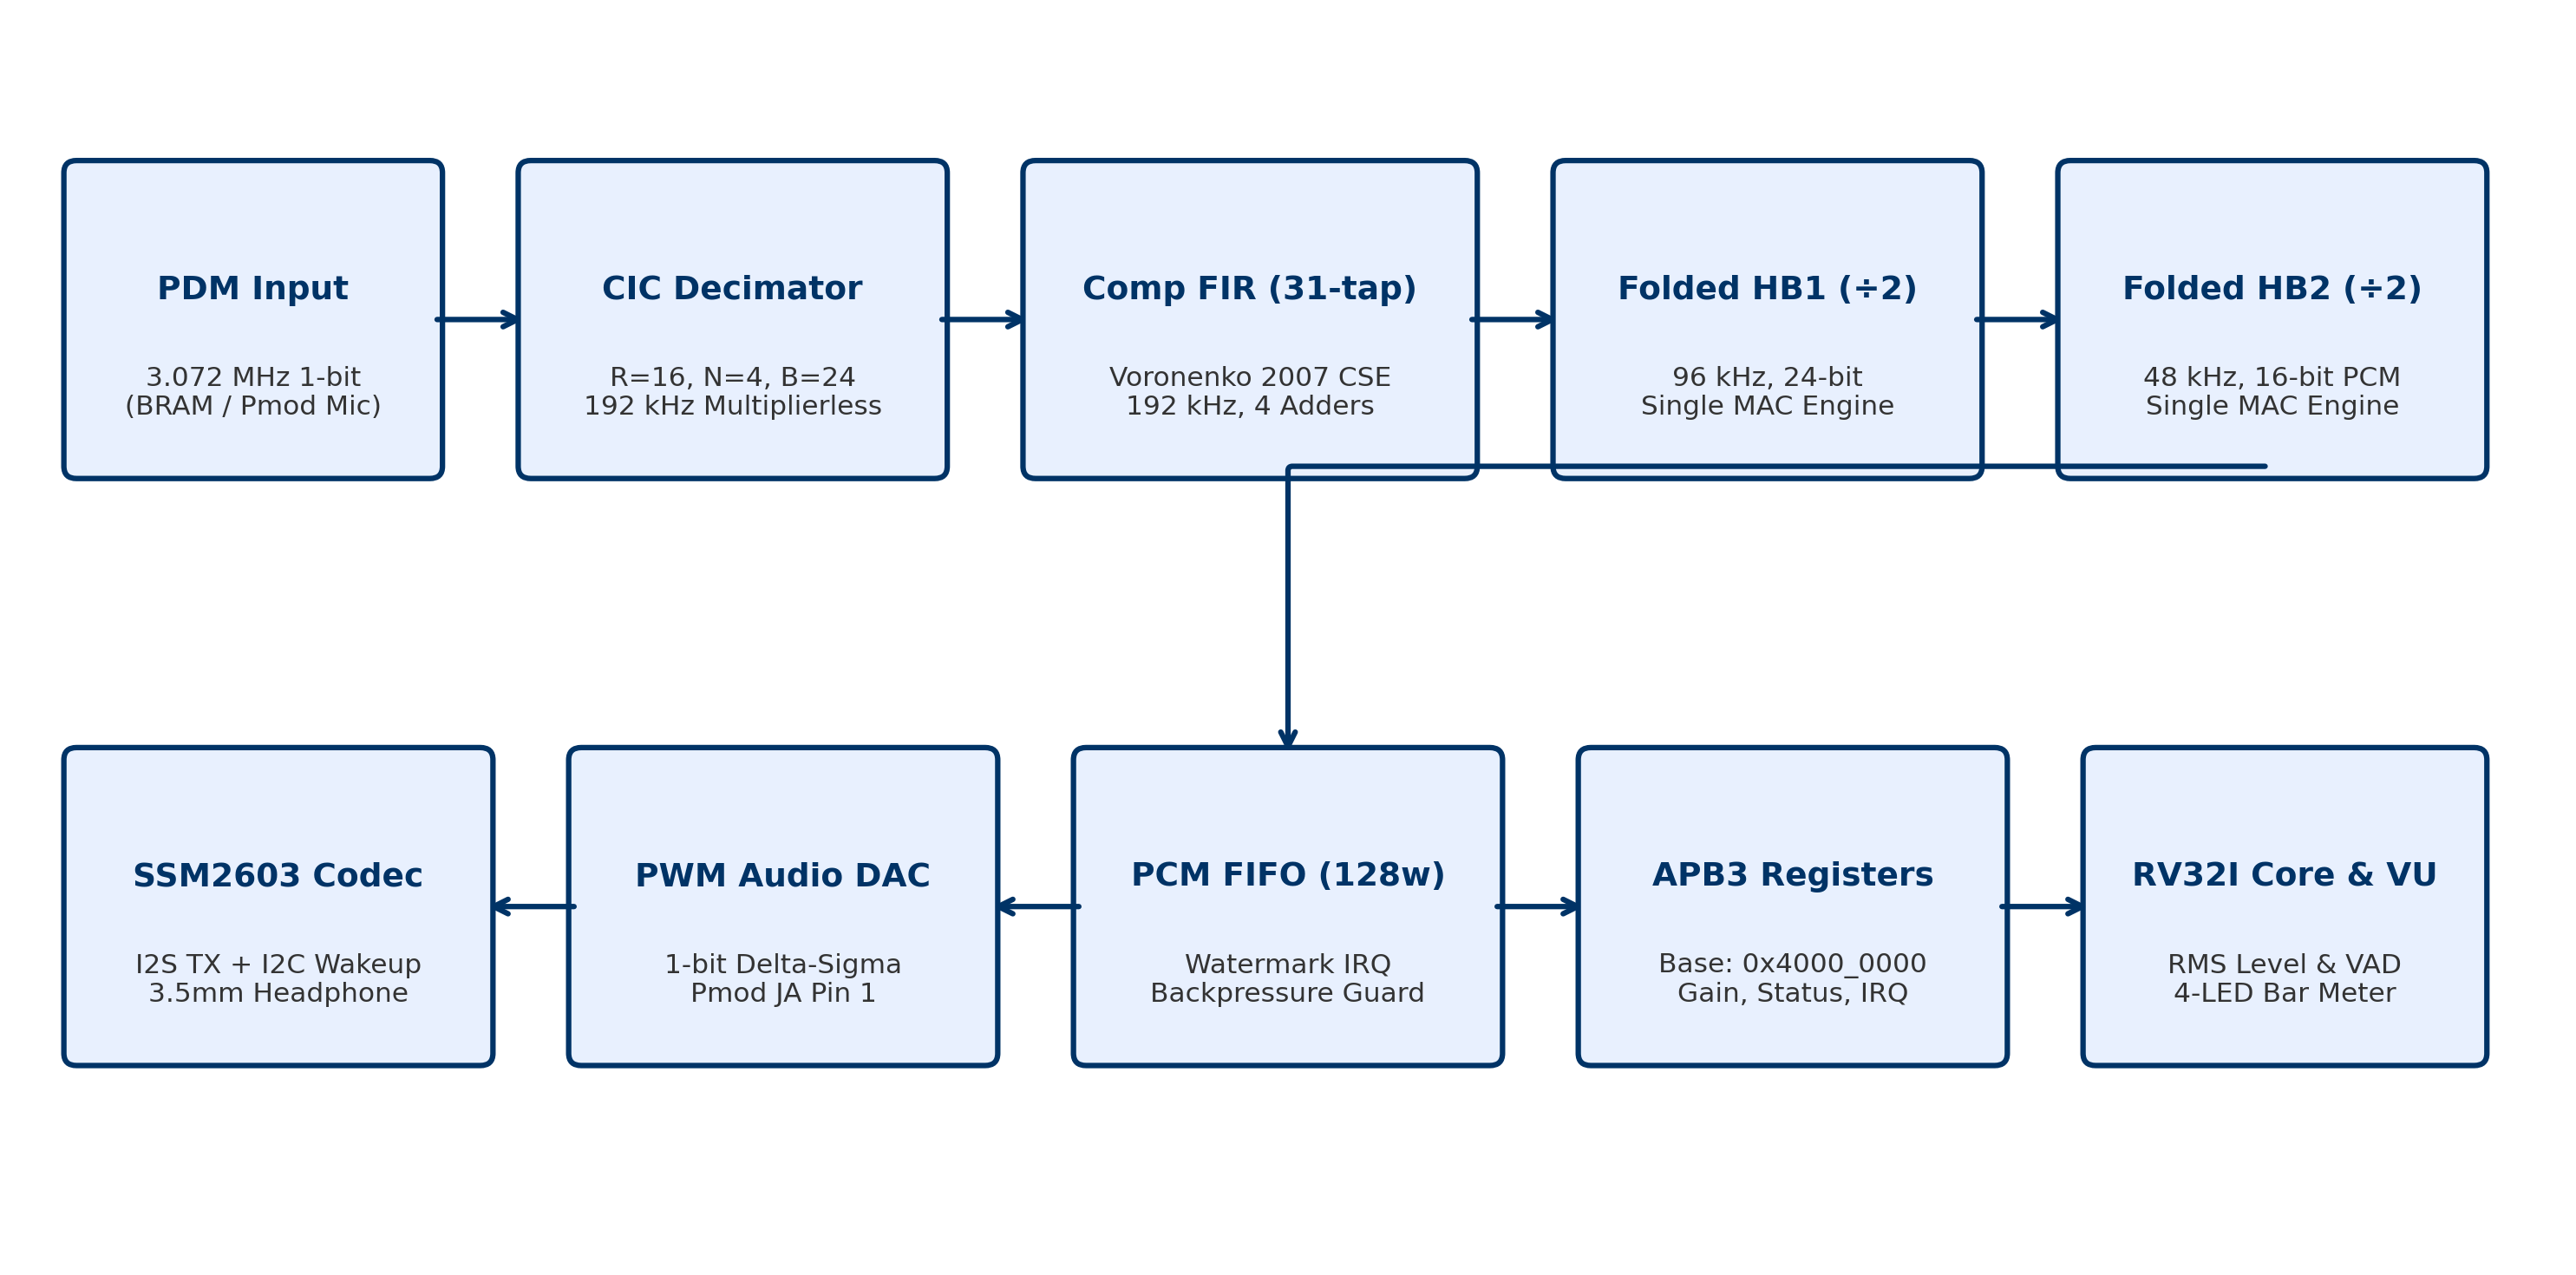 PDM Input
3.072 MHz 1-bit
(BRAM / Pmod Mic)
CIC Decimator
R=16, N=4, B=24
192 kHz Multiplierless
Comp FIR (31-tap)
Voronenko 2007 CSE
192 kHz, 4 Adders
Folded HB1 (÷2)
96 kHz, 24-bit
Single MAC Engine
Folded HB2 (÷2)
48 kHz, 16-bit PCM
Single MAC Engine
SSM2603 Codec
I2S TX + I2C Wakeup
3.5mm Headphone
PWM Audio DAC
1-bit Delta-Sigma
Pmod JA Pin 1
PCM FIFO (128w)
Watermark IRQ
Backpressure Guard
APB3 Registers
Base: 0x4000_0000
Gain, Status, IRQ
RV32I Core & VU
RMS Level & VAD
4-LED Bar Meter